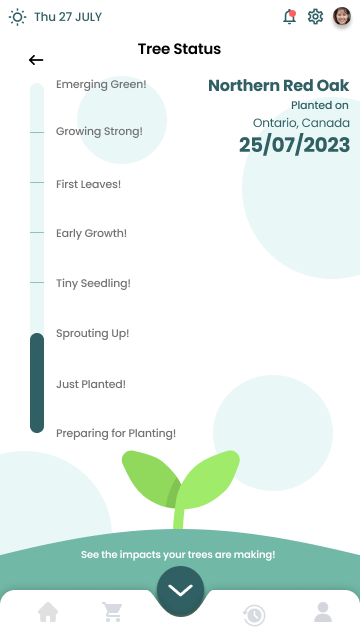 Thu 27 JULY
Tree Status
Northern Red Oak
Planted on
Ontario, Canada
25/07/2023
Emerging Green!
Growing Strong!
First Leaves!
Early Growth!
Tiny Seedling!
Sprouting Up!
Just Planted!
Preparing for Planting!
See the impacts your trees are making!